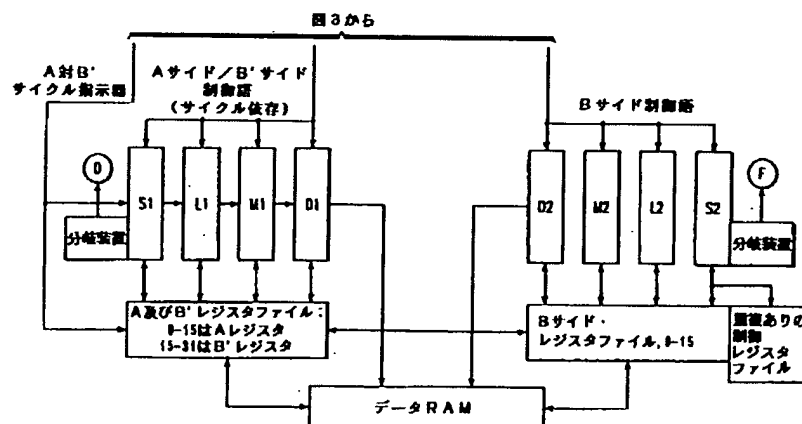 図3から
A対B'
サイクル指示器
Aサイド/B'サイド
制御語
(サイクル依存)
Bサイド制御語
D
S1
L1
M1
D1
D2
M2
L2
S2
F
分岐装置
分岐装置
A及びB'レジスタファイル:
0-15はAレジスタ
15-31はB'レジスタ
Bサイド・
レジスタファイル,0-15
重複ありの
制御
レジスタ
ファイル
データRAM